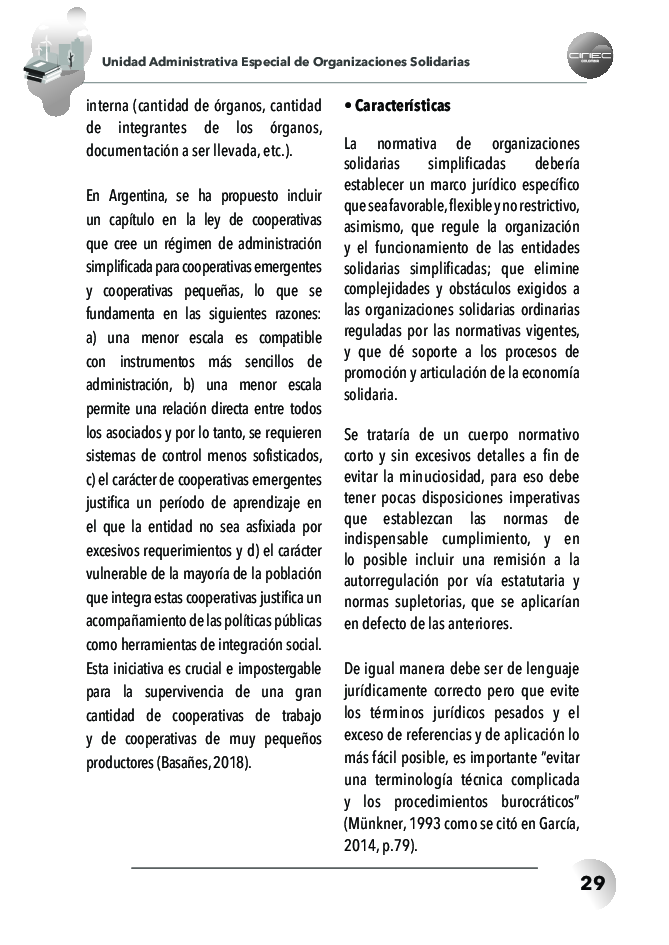 Unidad Administrativa Especial de Organizaciones Solidarias
CINEC
COLOMBIA
interna (cantidad de órganos, cantidad
de integrantes de los órganos,
documentación a ser llevada, etc.).
En Argentina, se ha propuesto incluir
un capítulo en la ley de cooperativas
que cree un régimen de administración
simplificada para cooperativas emergentes
y cooperativas pequeñas, lo que se
fundamenta en las siguientes razones:
a) una menor escala es compatible
con instrumentos más sencillos de
administración, b) una menor escala
permite una relación directa entre todos
los asociados y por lo tanto, se requieren
sistemas de control menos sofisticados,
c) el carácter de cooperativas emergentes
justifica un período de aprendizaje en
el que la entidad no sea asfixiada por
excesivos requerimientos y d) el carácter
vulnerable de la mayoría de la población
que integra estas cooperativas justifica un
acompañamiento de las políticas públicas
como herramientas de integración social.
Esta iniciativa es crucial e impostergable
para la supervivencia de una gran
cantidad de cooperativas de trabajo
y de cooperativas de muy pequeños
productores (Basañes, 2018).
• Características
La normativa de organizaciones
solidarias simplificadas debería
establecer un marco jurídico específico
que sea favorable, flexible y no restrictivo,
asimismo, que regule la organización
y el funcionamiento de las entidades
solidarias simplificadas; que elimine
complejidades y obstáculos exigidos a
las organizaciones solidarias ordinarias
reguladas por las normativas vigentes,
y que dé soporte a los procesos de
promoción y articulación de la economía
solidaria.
Se trataría de un cuerpo normativo
corto y sin excesivos detalles a fin de
evitar la minuciosidad, para eso debe
tener pocas disposiciones imperativas
que establezcan las normas de
indispensable cumplimiento, y en
lo posible incluir una remisión a la
autorregulación por vía estatutaria y
normas supletorias, que se aplicarían
en defecto de las anteriores.
De igual manera debe ser de lenguaje
jurídicamente correcto pero que evite
los términos jurídicos pesados y el
exceso de referencias y de aplicación lo
más fácil posible, es importante "evitar
una terminología técnica complicada
y los procedimientos burocráticos"
(Münkner, 1993 como se citó en García,
2014, p.79).
29